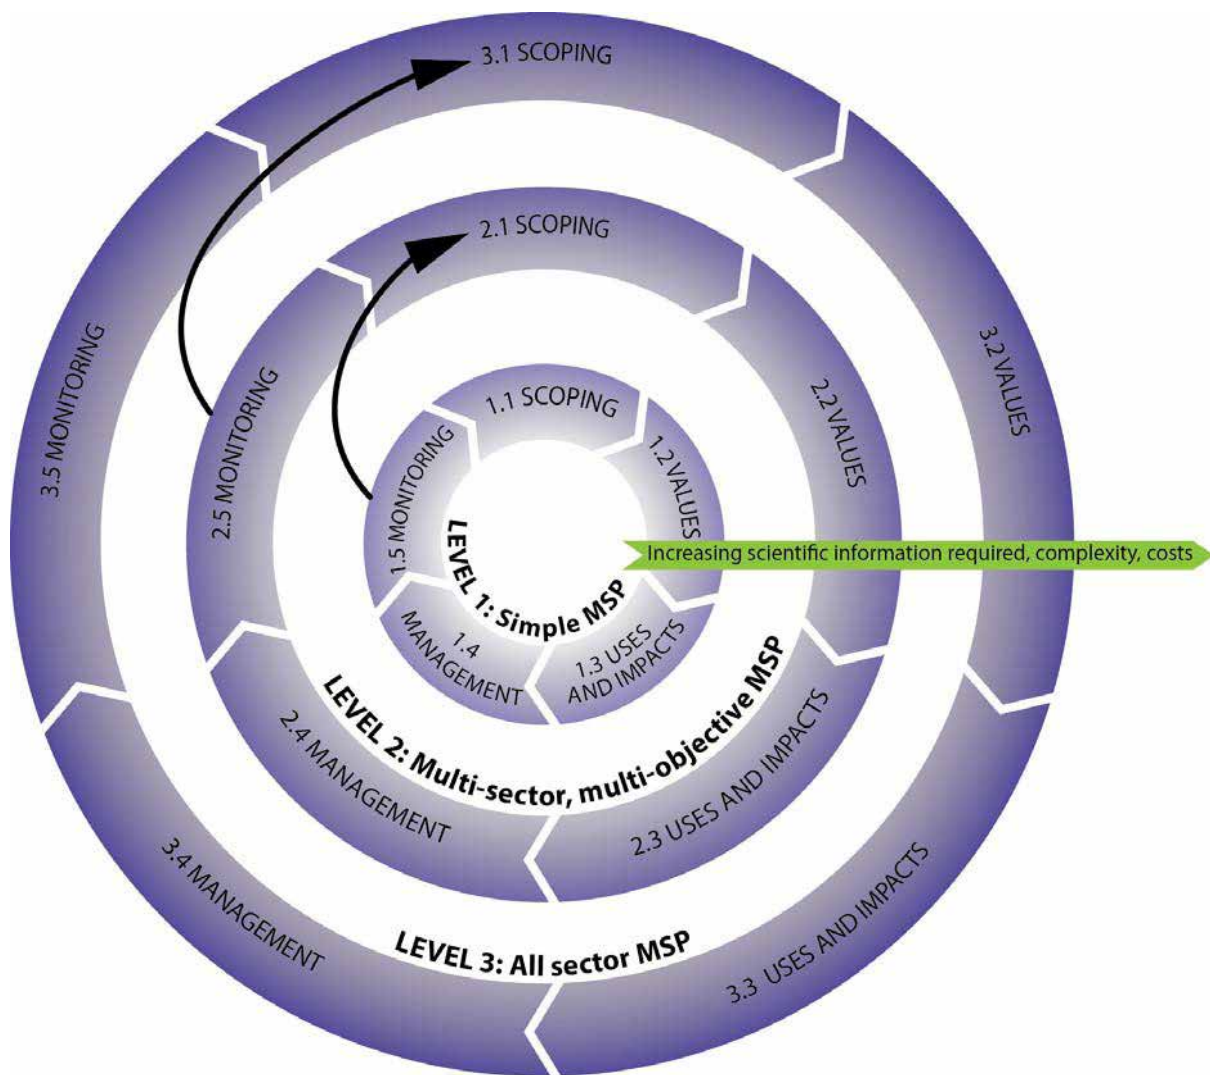 3.1 SCOPING
3.2 VALUES
3.3 USES AND IMPACTS
3.4 MANAGEMENT
3.5 MONITORING
LEVEL 3: All sector MSP
2.1 SCOPING
2.2 VALUES
2.3 USES AND IMPACTS
2.4 MANAGEMENT
2.5 MONITORING
LEVEL 2: Multi-sector, multi-objective MSP
1.1 SCOPING
1.2 VALUES
1.3 USES
AND IMPACTS
1.4
MANAGEMENT
1.5 MONITORING
LEVEL 1: Simple MSP
Increasing scientific information required, complexity, costs